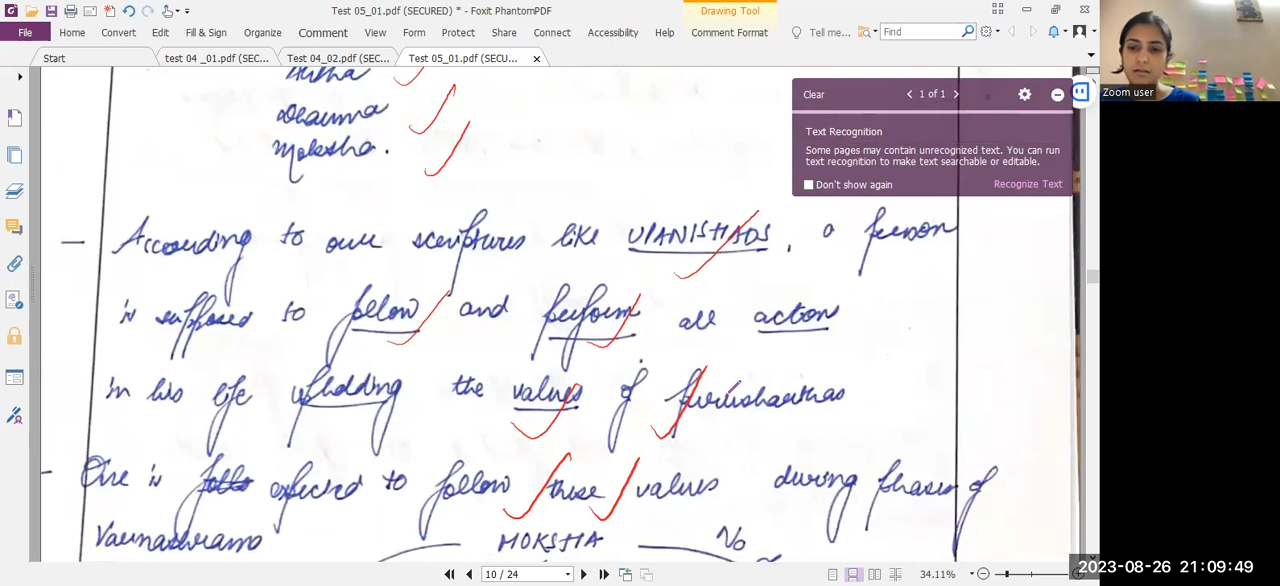 Test 05_01.pdf (SECURED) * - Foxit PhantomPDF
Drawing Tool
File Home Convert Edit Fill & Sign Organize Comment View Form Protect Share Connect Accessibility Help Comment Format Tell me... Find
Start test 04 _01.pdf (SEC... Test 04_02.pdf (SEC... Test 05_01.pdf (SECU...
Zoom user
Clear 1 of 1
Text Recognition
Some pages may contain unrecognized text. You can run
text recognition to make text searchable or editable.
Don't show again Recognize Text
Dharma
Moksha.
— According to our scriptures like UPANISHADS, a person
is supposed to follow and perform all action
in his life upholding the values of purusharthas
- One is expected to follow these values during phases of
Varnashrama MOKSHA No
10 / 24 34.11%
2023-08-26 21:09:49